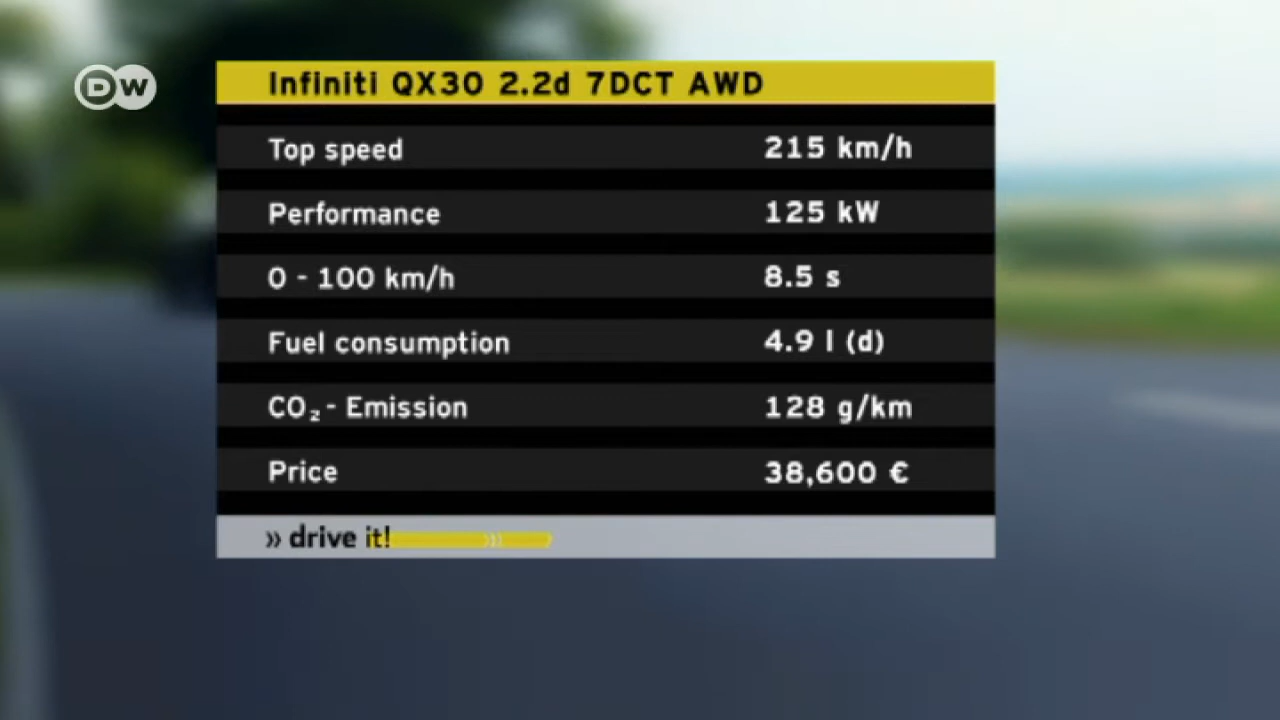 DW
Infiniti QX30 2.2d 7DCT AWD
Top speed 215 km/h
Performance 125 kW
0 - 100 km/h 8.5 s
Fuel consumption 4.9 l (d)
CO₂ - Emission 128 g/km
Price 38,600 €
» drive it!